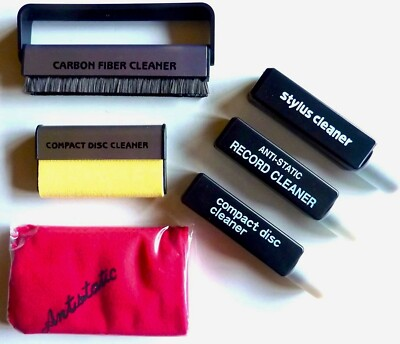 CARBON FIBER CLEANER
COMPACT DISC CLEANER
Antistatic
stylus cleaner
ANTI-STATIC
RECORD CLEANER
compact disc
cleaner